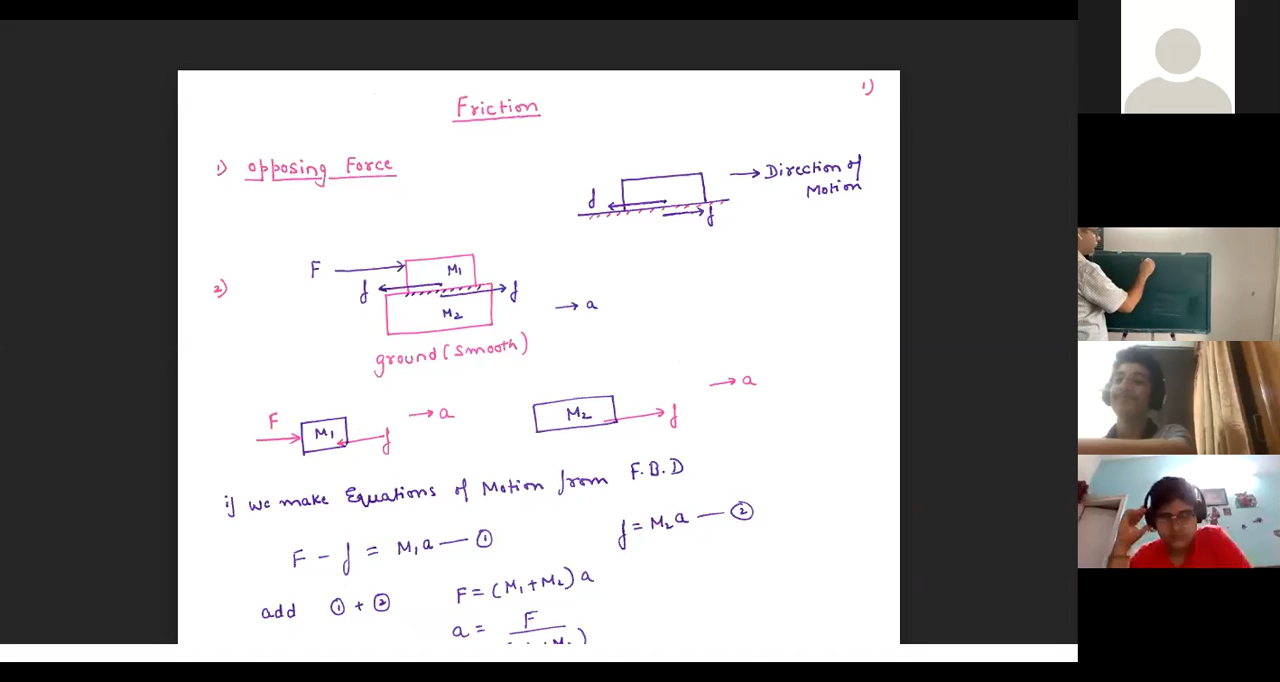 Friction
1)
1) opposing Force
f
Direction of
Motion
f
2)
F
M₁
f
f
M₂
a
ground (smooth)
a
F
M₁
f
a
M₂
f
if we make Equations of Motion from F.B.D
F - f = M₁a — ①
f = M₂a — ②
add ① + ②
F = (M₁ + M₂) a
a = F